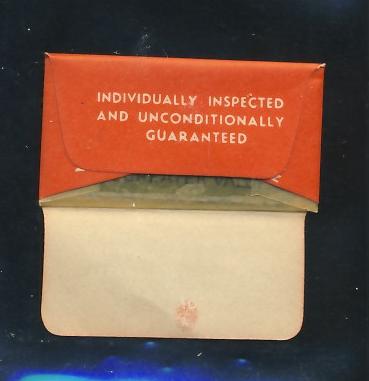 INDIVIDUALLY INSPECTED
AND UNCONDITIONALLY
GUARANTEED